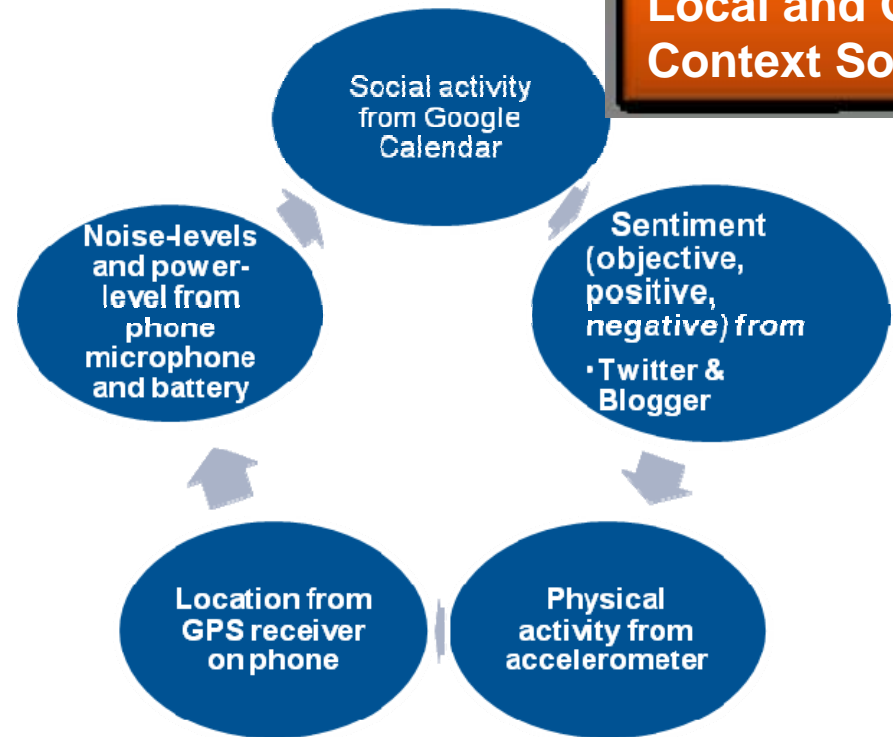 Local and
Context
Social activity
from Google
Calendar
Sentiment
(objective,
positive,
negative) from
•Twitter &
Blogger
Physical
activity from
accelerometer
Location from
GPS receiver
on phone
Noise-levels
and power-
level from
phone
microphone
and battery